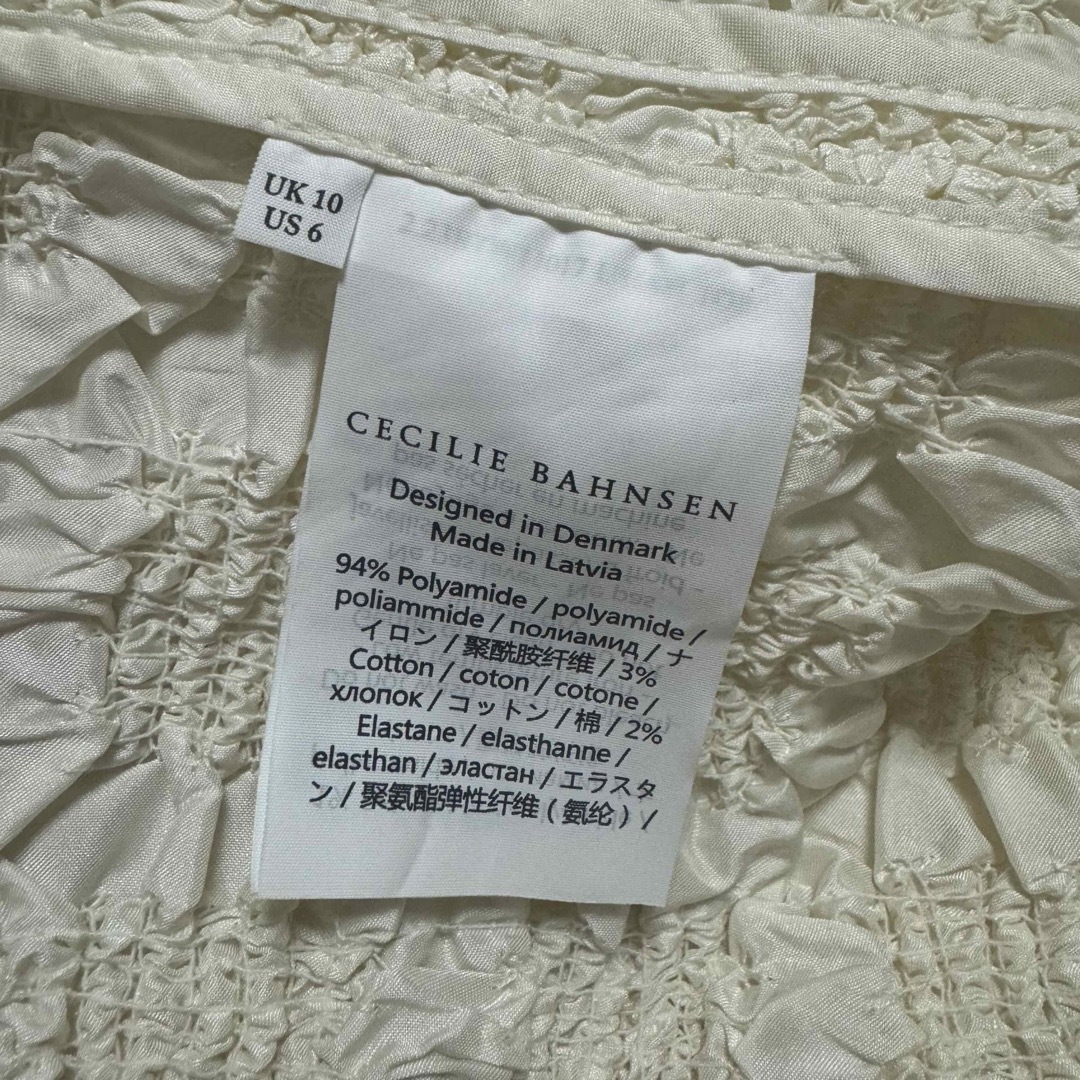 UK 10
US 6
CECILIE BAHNSEN
Designed in Denmark
Made in Latvia
94% Polyamide / polyamide /
poliammide / полиамид / ナ
イロン / 聚酰胺纤维 / 3%
Cotton / coton / cotone /
хлопок / コットン / 棉 / 2%
Elastane / elasthanne /
elasthan / эластан / エラスタ
ン / 聚氨酯弹性纤维 ( 氨纶 ) /